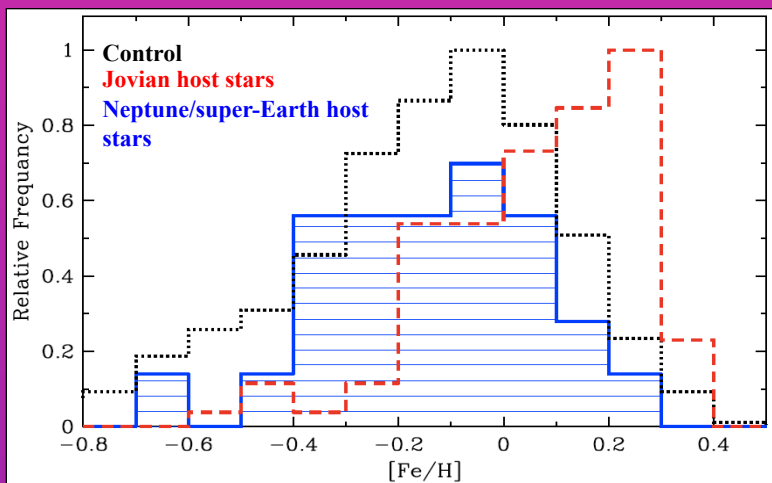 Control
Jovian host stars
Neptune/super-Earth host
stars
Relative Frequancy
1
0.8
0.6
0.4
0.2
0
−0.8
−0.6
−0.4
−0.2
0
0.2
0.4
[Fe/H]